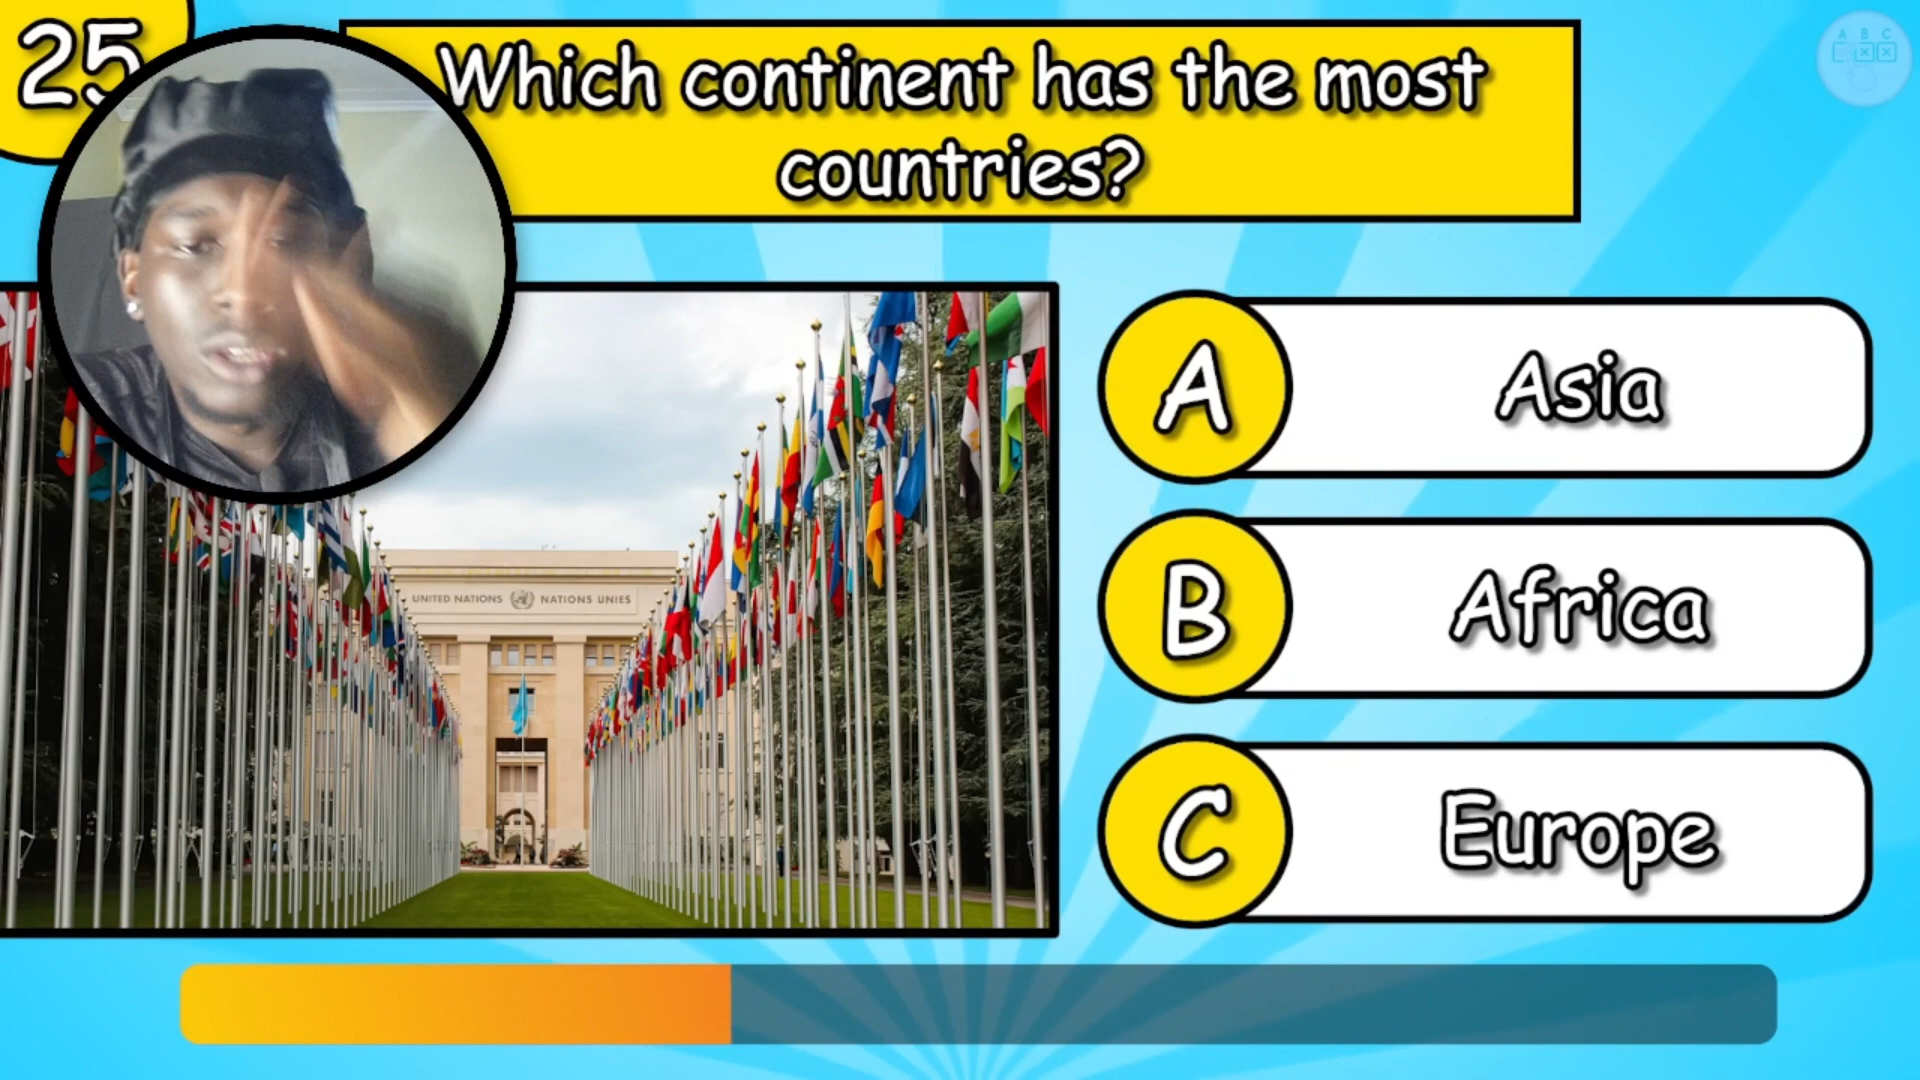 25
Which continent has the most
countries?
A Asia
B Africa
C Europe
UNITED NATIONS NATIONS UNIES
A B C